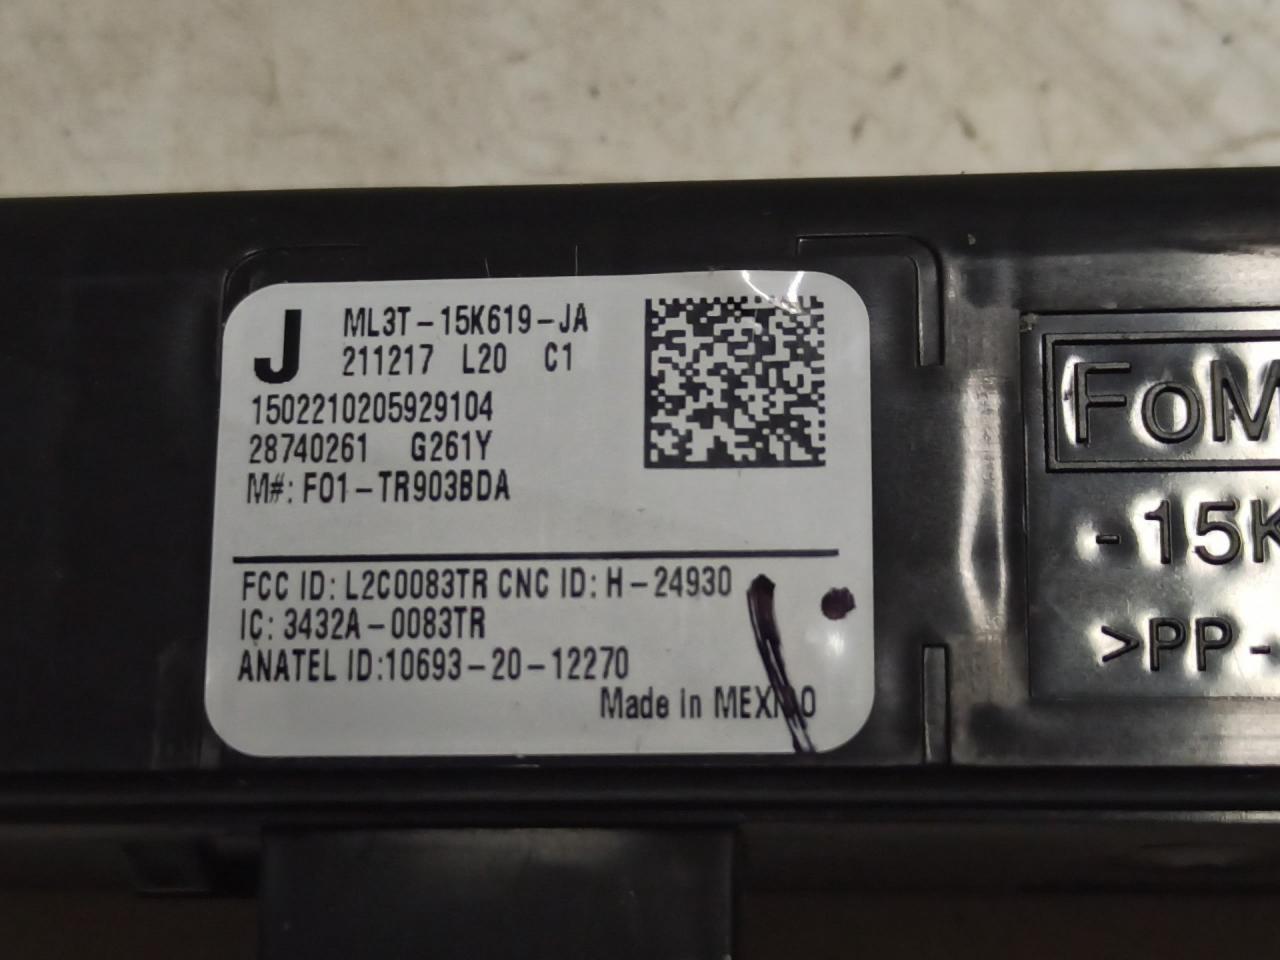 J
ML3T-15K619-JA
211217 L20 C1
1502210205929104
28740261 G261Y
M#: F01-TR903BDA
FCC ID: L2C0083TR CNC ID: H-24930
IC: 3432A-0083TR
ANATEL ID:10693-20-12270
Made in MEXICO
FoM
-15K
>PP-